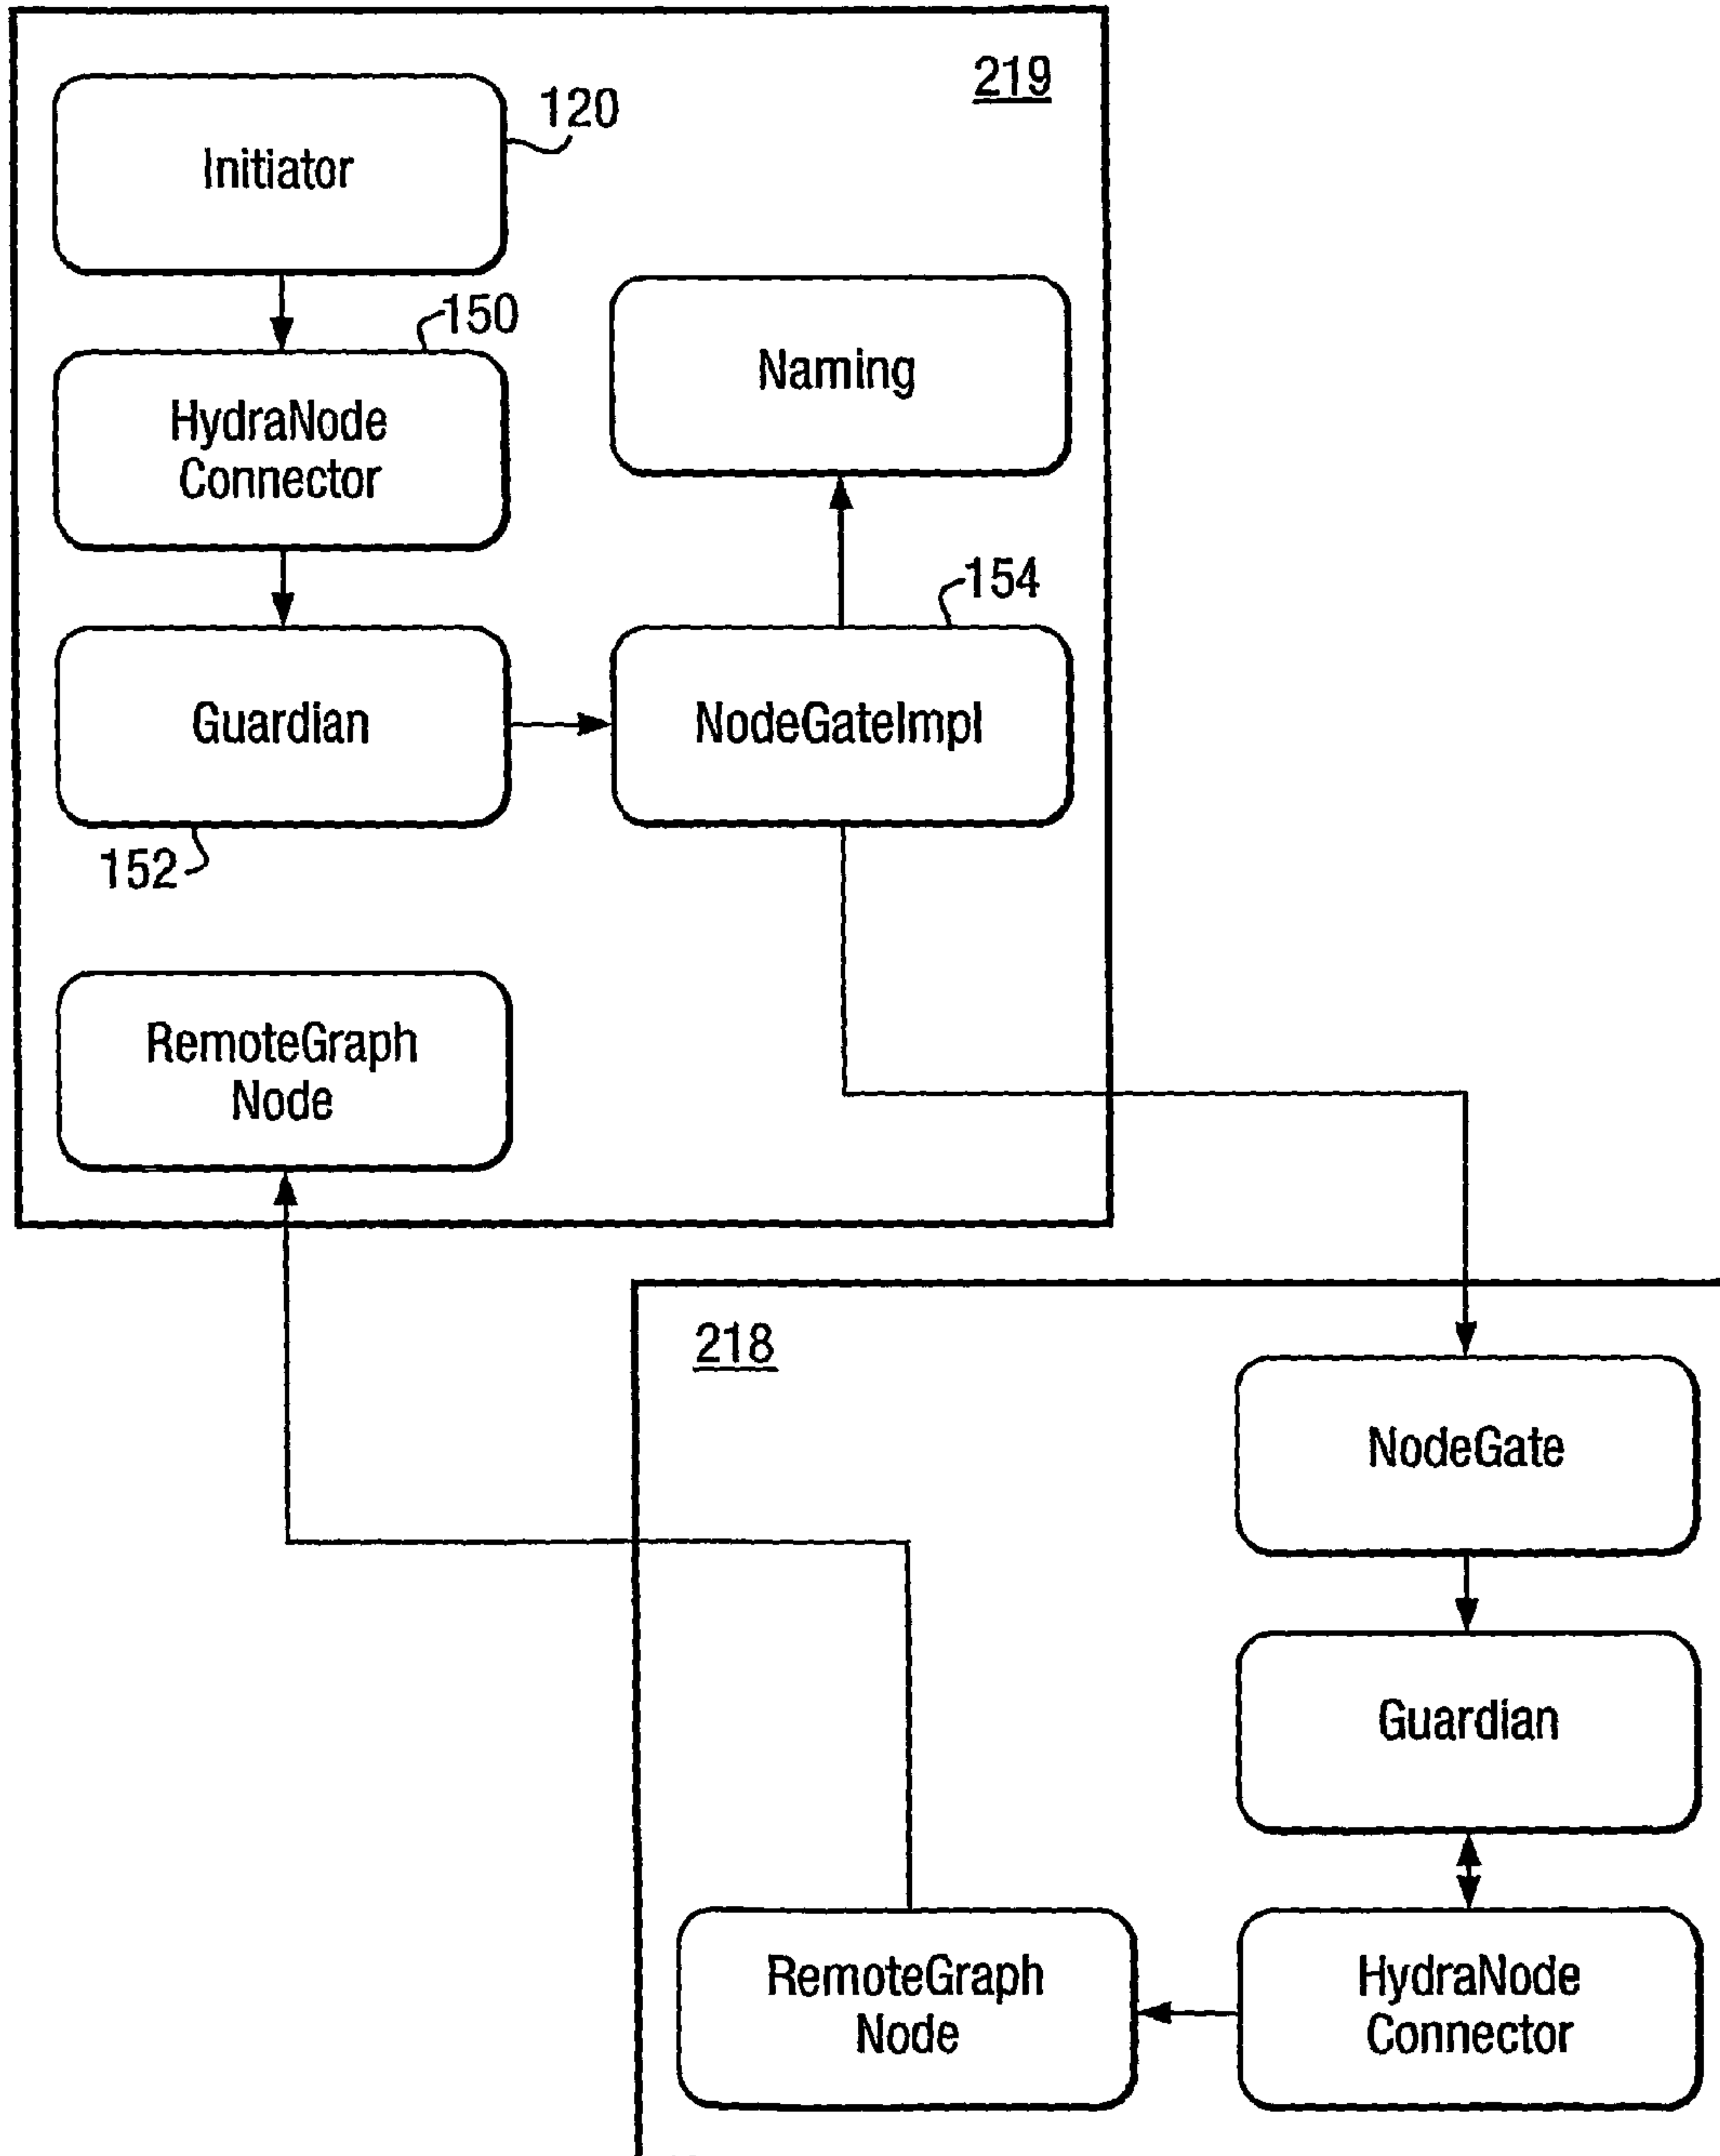 219
120
Initiator
150
Naming
HydraNode
Connector
154
Guardian
NodeGateImpl
152
RemoteGraph
Node
218
NodeGate
Guardian
RemoteGraph
Node
HydraNode
Connector